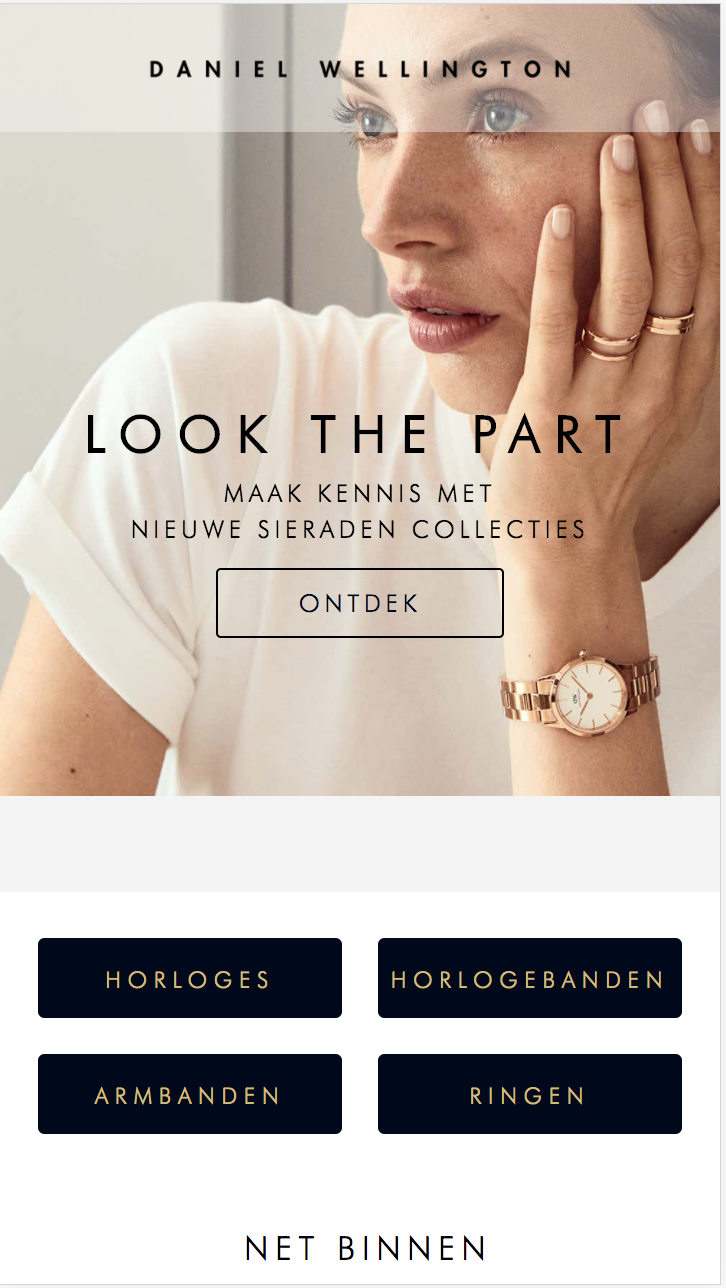 DANIEL WELLINGTON
LOOK THE PART
MAAK KENNIS MET
NIEUWE SIERADEN COLLECTIES
ONTDEK
HORLOGES
HORLOGEBANDEN
ARMBANDEN
RINGEN
NET BINNEN